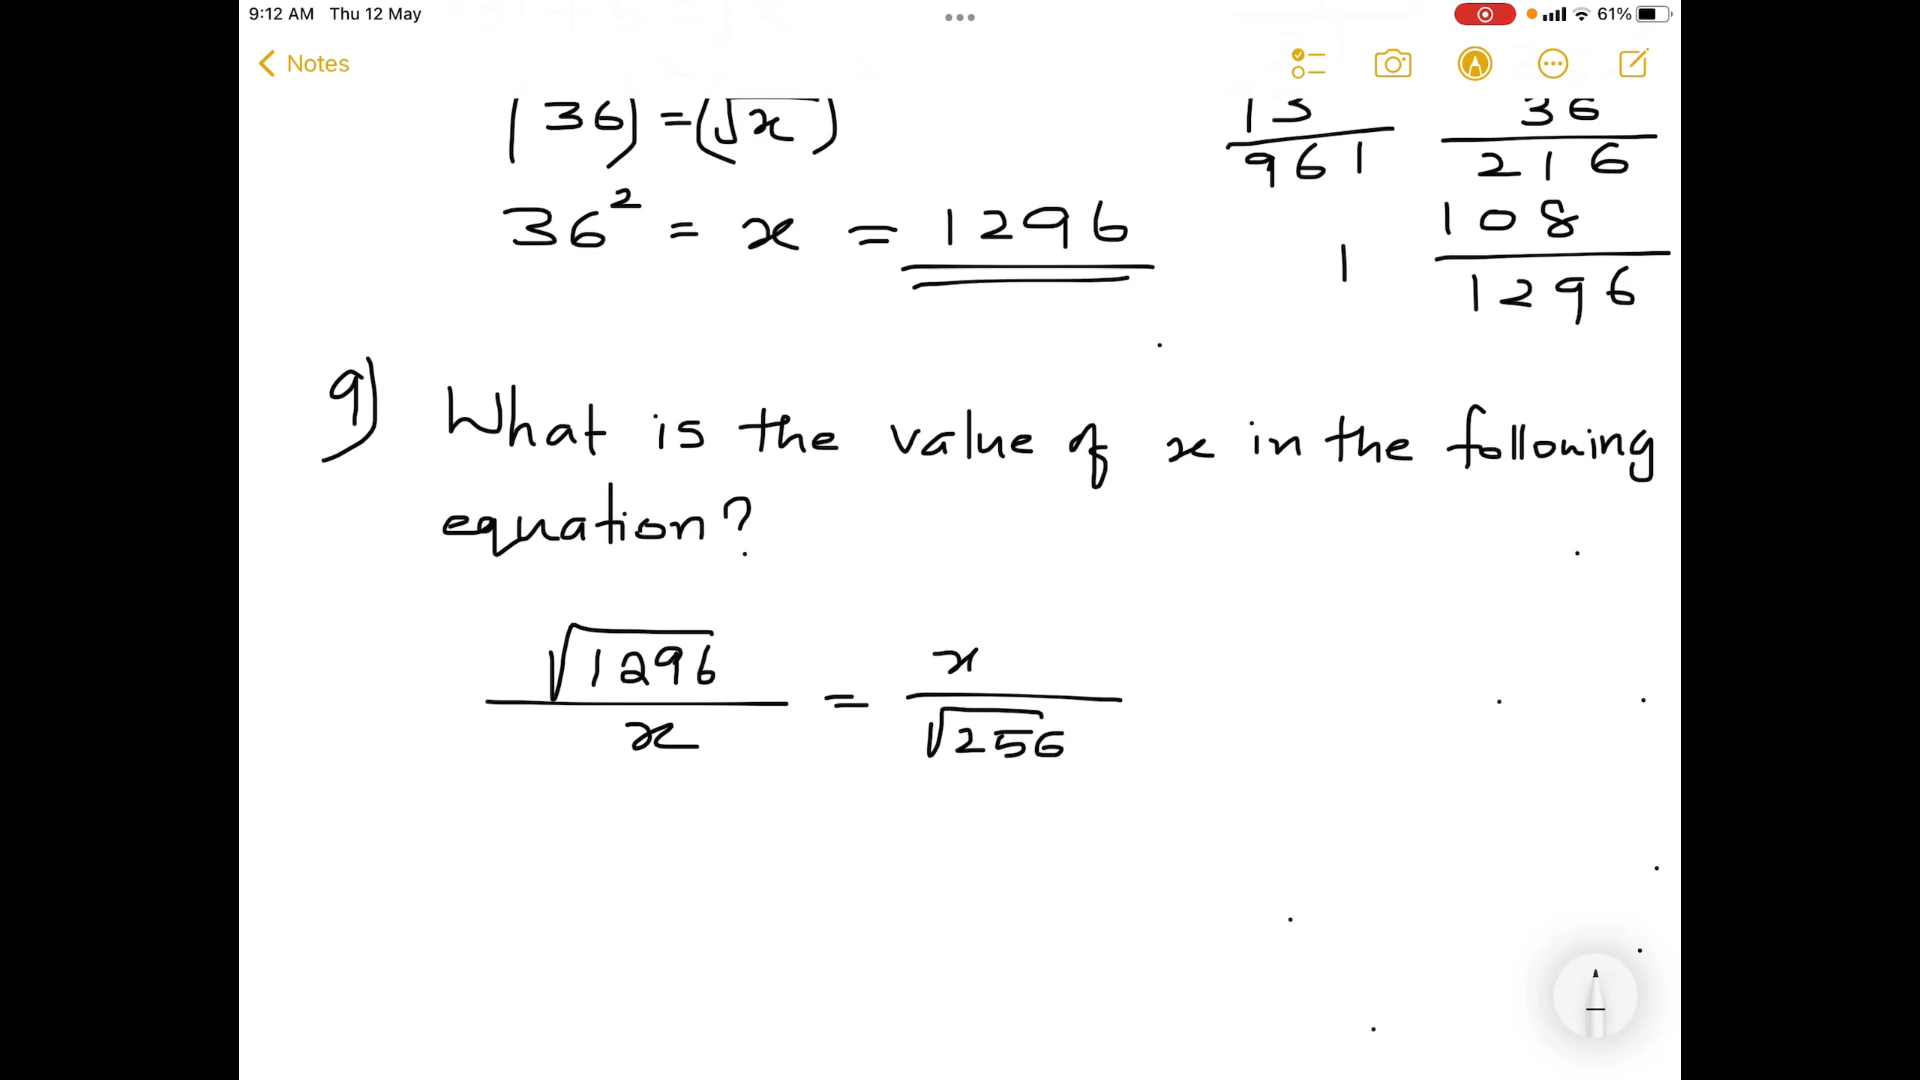 9:12 AM Thu 12 May
61%
Notes
(36) = (√x)
36² = x = 1296
13
961
1
36
216
108
1296
9) What is the value of x in the following
equation?
√1296 / x = x / √256